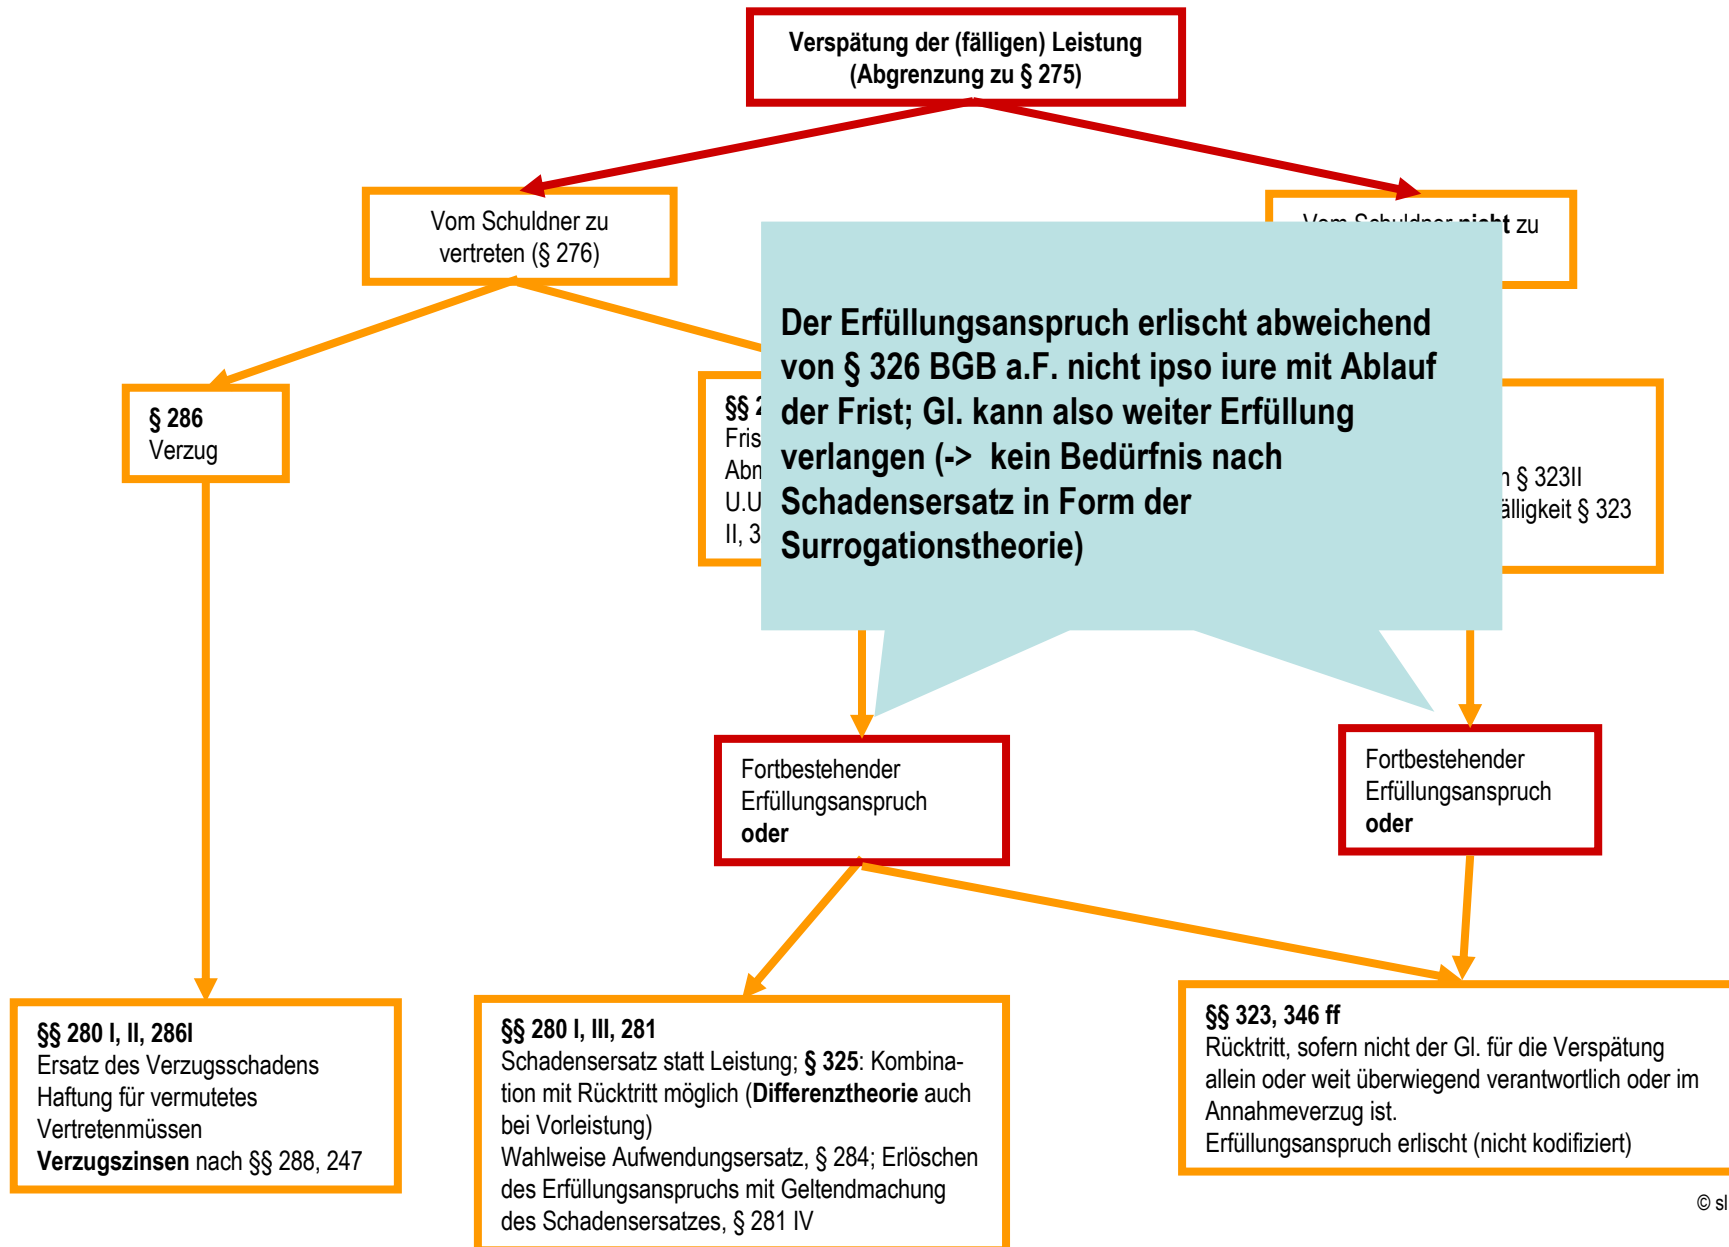 Verspätung der (fälligen) Leistung
(Abgrenzung zu § 275)
Vom Schuldner zu
vertreten (§ 276)
Vom Schuldner nicht zu
Der Erfüllungsanspruch erlischt abweichend
von § 326 BGB a.F. nicht ipso iure mit Ablauf
der Frist; Gl. kann also weiter Erfüllung
verlangen (-> kein Bedürfnis nach
Schadensersatz in Form der
Surrogationstheorie)
§ 286
Verzug
§§
U.U
II,
§ 323II
§ 323
Fortbestehender
Erfüllungsanspruch
oder
Fortbestehender
Erfüllungsanspruch
oder
§§ 280 I, II, 286I
Ersatz des Verzugsschadens
Haftung für vermutetes
Vertretenmüssen
Verzugszinsen nach §§ 288, 247
§§ 280 I, III, 281
Schadensersatz statt Leistung; § 325: Kombina-
tion mit Rücktritt möglich (Differenztheorie auch
bei Vorleistung)
Wahlweise Aufwendungsersatz, § 284; Erlöschen
des Erfüllungsanspruchs mit Geltendmachung
des Schadensersatzes, § 281 IV
§§ 323, 346 ff
Rücktritt, sofern nicht der Gl. für die Verspätung
allein oder weit überwiegend verantwortlich oder im
Annahmeverzug ist.
Erfüllungsanspruch erlischt (nicht kodifiziert)
© sl